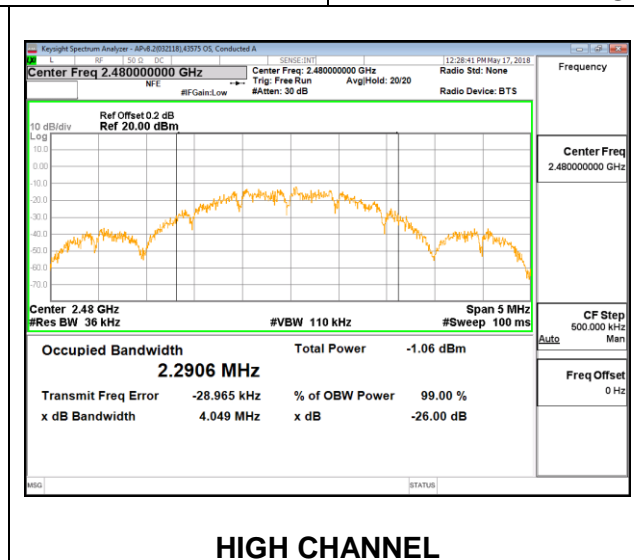 Keysight Spectrum Analyzer - APv8.2(032118),43575 OS, Conducted A
L RF 50 Ω DC SENSE:INT 12:28:41 PM May 17, 2018
Center Freq 2.480000000 GHz Center Freq: 2.480000000 GHz Radio Std: None
NFE Trig: Free Run Avg|Hold: 20/20
#IFGain:Low #Atten: 30 dB Radio Device: BTS
Frequency
Ref Offset 0.2 dB
10 dB/div Ref 20.00 dBm
Log
10.0
0.00
-10.0
-20.0
-30.0
-40.0
-50.0
-60.0
-70.0
Center 2.48 GHz Span 5 MHz
#Res BW 36 kHz #VBW 110 kHz #Sweep 100 ms
Occupied Bandwidth Total Power -1.06 dBm
2.2906 MHz
Transmit Freq Error -28.965 kHz % of OBW Power 99.00 %
x dB Bandwidth 4.049 MHz x dB -26.00 dB
Center Freq
2.480000000 GHz
CF Step
500.000 kHz
Auto Man
Freq Offset
0 Hz
MSG STATUS
HIGH CHANNEL